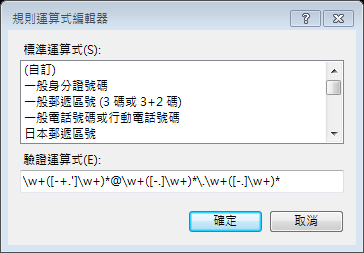 規則運算式編輯器
標準運算式(S):
(自訂)
一般身分證號碼
一般郵遞區號 (3 碼或 3+2 碼)
一般電話號碼或行動電話號碼
日本郵遞區號
驗證運算式(E):
\w+([-+.']\w+)*@\w+([-.]\w+)*\.\w+([-.]\w+)*
確定
取消